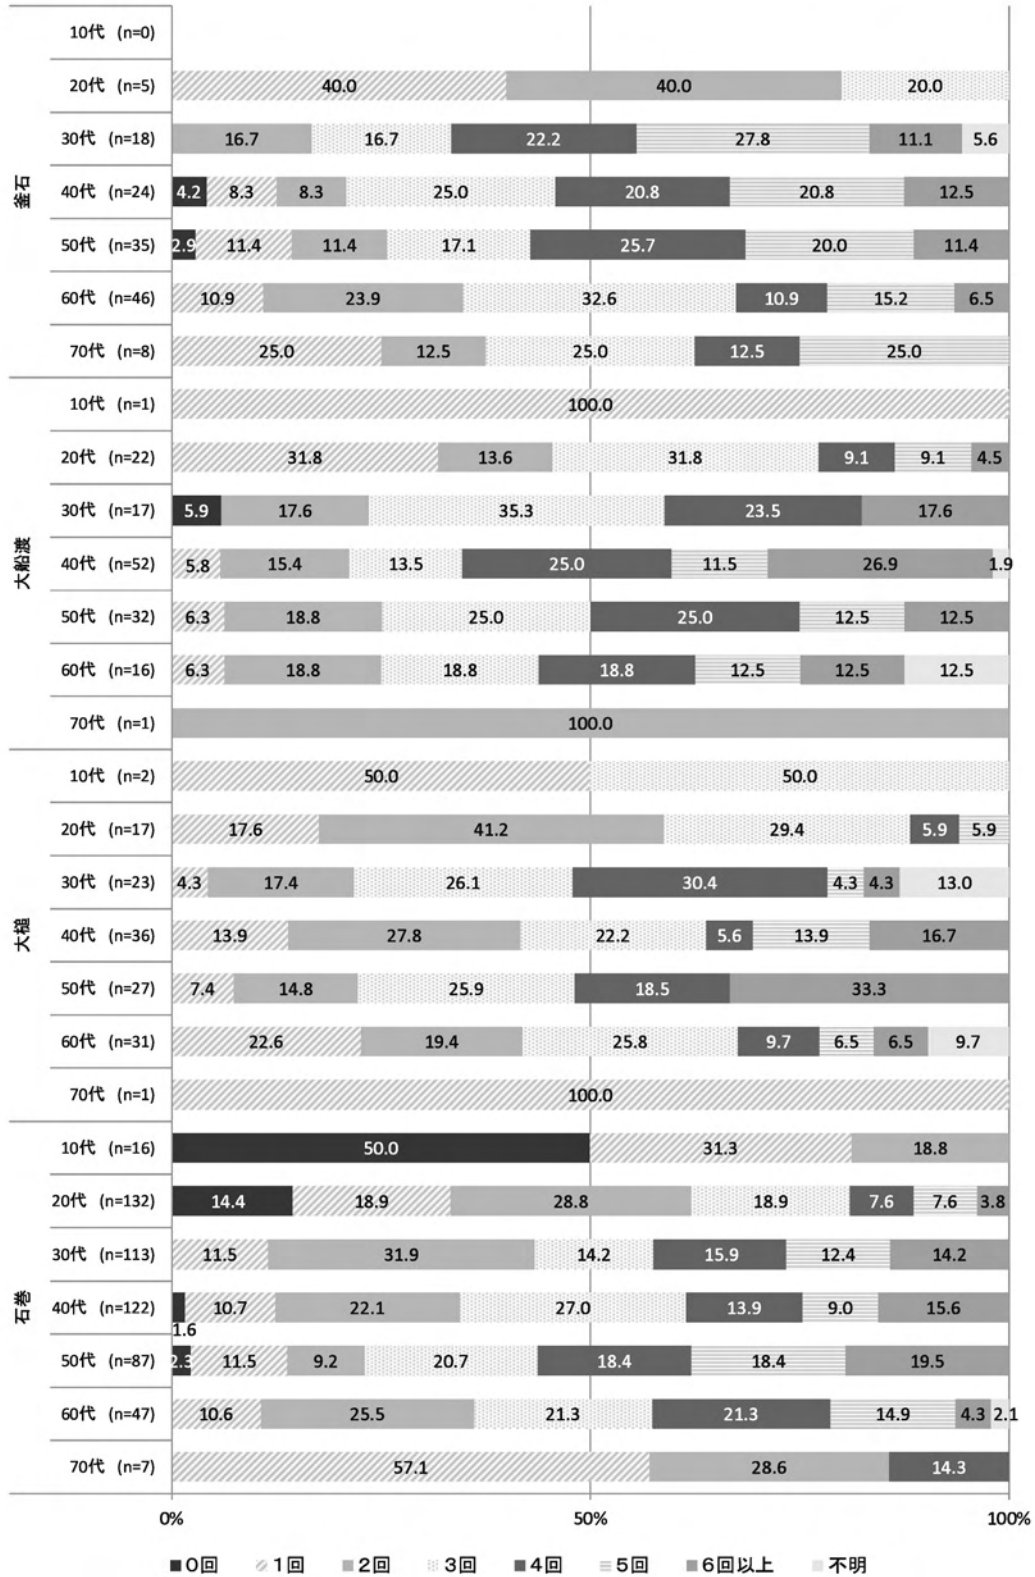 釜石
10代 (n=0)
20代 (n=5) 40.0 40.0 20.0
30代 (n=18) 16.7 16.7 22.2 27.8 11.1 5.6
40代 (n=24) 4.2 8.3 8.3 25.0 20.8 20.8 12.5
50代 (n=35) 2.9 11.4 11.4 17.1 25.7 20.0 11.4
60代 (n=46) 10.9 23.9 32.6 10.9 15.2 6.5
70代 (n=8) 25.0 12.5 25.0 12.5 25.0
大船渡
10代 (n=1) 100.0
20代 (n=22) 31.8 13.6 31.8 9.1 9.1 4.5
30代 (n=17) 5.9 17.6 35.3 23.5 17.6
40代 (n=52) 5.8 15.4 13.5 25.0 11.5 26.9 1.9
50代 (n=32) 6.3 18.8 25.0 25.0 12.5 12.5
60代 (n=16) 6.3 18.8 18.8 18.8 12.5 12.5 12.5
70代 (n=1) 100.0
大槌
10代 (n=2) 50.0 50.0
20代 (n=17) 17.6 41.2 29.4 5.9 5.9
30代 (n=23) 4.3 17.4 26.1 30.4 4.3 4.3 13.0
40代 (n=36) 13.9 27.8 22.2 5.6 13.9 16.7
50代 (n=27) 7.4 14.8 25.9 18.5 33.3
60代 (n=31) 22.6 19.4 25.8 9.7 6.5 6.5 9.7
70代 (n=1) 100.0
石巻
10代 (n=16) 50.0 31.3 18.8
20代 (n=132) 14.4 18.9 28.8 18.9 7.6 7.6 3.8
30代 (n=113) 11.5 31.9 14.2 15.9 12.4 14.2
40代 (n=122) 1.6 10.7 22.1 27.0 13.9 9.0 15.6
50代 (n=87) 2.3 11.5 9.2 20.7 18.4 18.4 19.5
60代 (n=47) 10.6 25.5 21.3 21.3 14.9 4.3 2.1
70代 (n=7) 57.1 28.6 14.3
0% 50% 100%
0回 1回 2回 3回 4回 5回 6回以上 不明